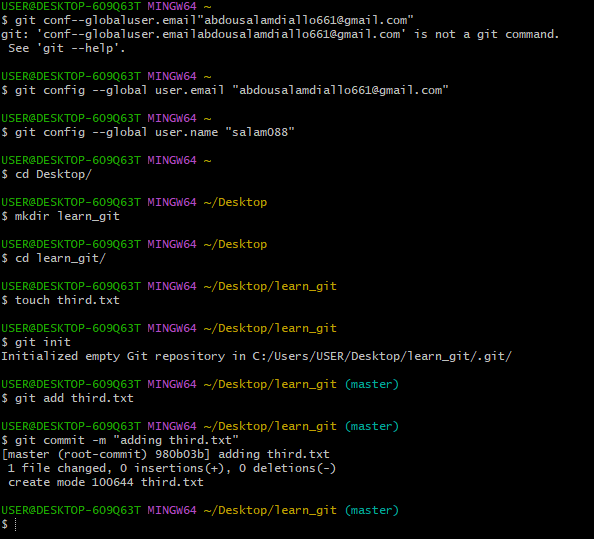 USER@DESKTOP-609Q63T MINGW64 ~
$ git conf--globaluser.email"abdousalamdiallo661@gmail.com"
git: 'conf--globaluser.emailabdousalamdiallo661@gmail.com' is not a git command.
 See 'git --help'.
USER@DESKTOP-609Q63T MINGW64 ~
$ git config --global user.email "abdousalamdiallo661@gmail.com"
USER@DESKTOP-609Q63T MINGW64 ~
$ git config --global user.name "salam088"
USER@DESKTOP-609Q63T MINGW64 ~
$ cd Desktop/
USER@DESKTOP-609Q63T MINGW64 ~/Desktop
$ mkdir learn_git
USER@DESKTOP-609Q63T MINGW64 ~/Desktop
$ cd learn_git/
USER@DESKTOP-609Q63T MINGW64 ~/Desktop/learn_git
$ touch third.txt
USER@DESKTOP-609Q63T MINGW64 ~/Desktop/learn_git
$ git init
Initialized empty Git repository in C:/Users/USER/Desktop/learn_git/.git/
USER@DESKTOP-609Q63T MINGW64 ~/Desktop/learn_git (master)
$ git add third.txt
USER@DESKTOP-609Q63T MINGW64 ~/Desktop/learn_git (master)
$ git commit -m "adding third.txt"
[master (root-commit) 980b03b] adding third.txt
 1 file changed, 0 insertions(+), 0 deletions(-)
 create mode 100644 third.txt
USER@DESKTOP-609Q63T MINGW64 ~/Desktop/learn_git (master)
$